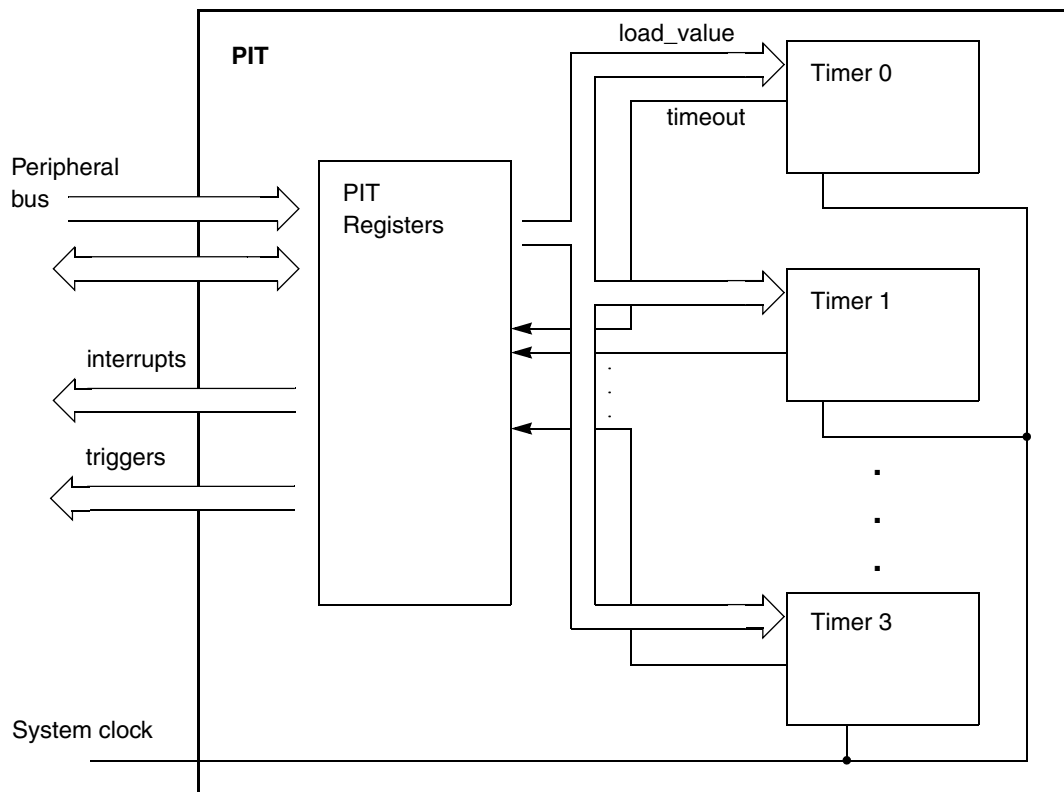 PIT
load_value
Timer 0
timeout
Peripheral
bus
PIT
Registers
Timer 1
interrupts
triggers
Timer 3
System clock